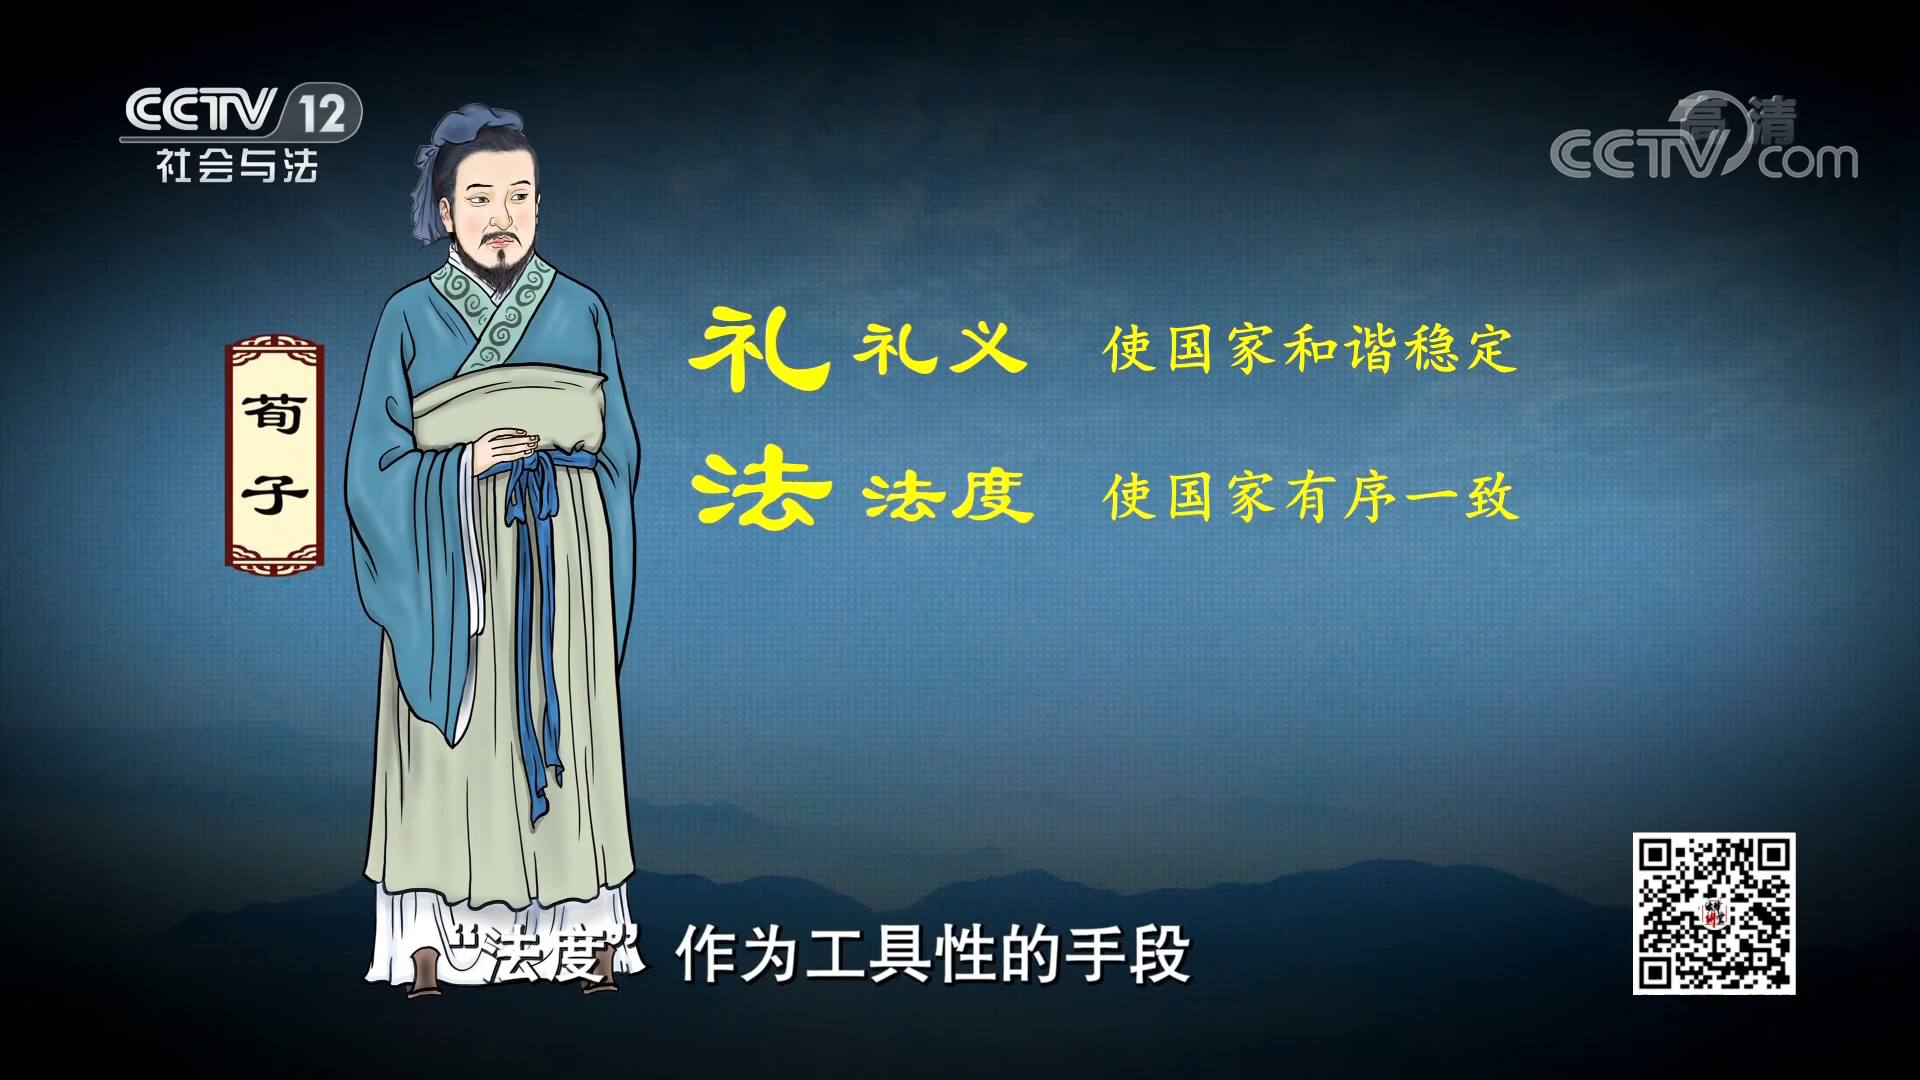 CCTV 12
社会与法
高清
CCTV.com
荀子
礼 礼义 使国家和谐稳定
法 法度 使国家有序一致
“法度” 作为工具性的手段